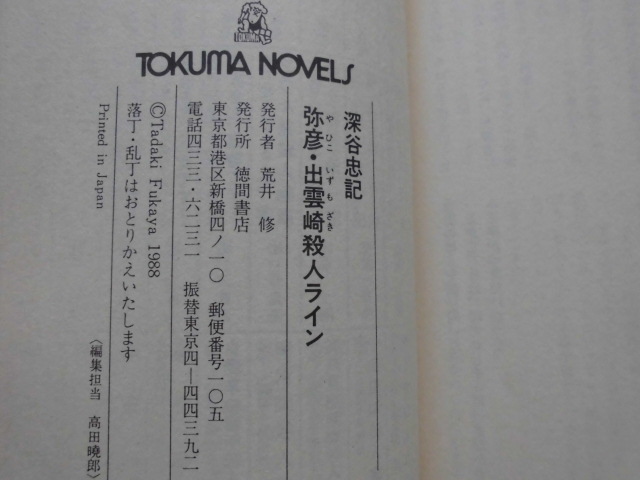 TOKUMA
TOKUMA NOVELS
深谷忠記
弥彦・出雲崎殺人ライン
やひこ いずもざき
発行者 荒井 修
発行所 徳間書店
東京都港区新橋四ノ一〇 郵便番号一〇五
電話四三三・六二三一 振替東京四―四四三九二
©Tadaki Fukaya 1988
落丁・乱丁はおとりかえいたします
Printed in Japan
〈編集担当 高田曉郎〉